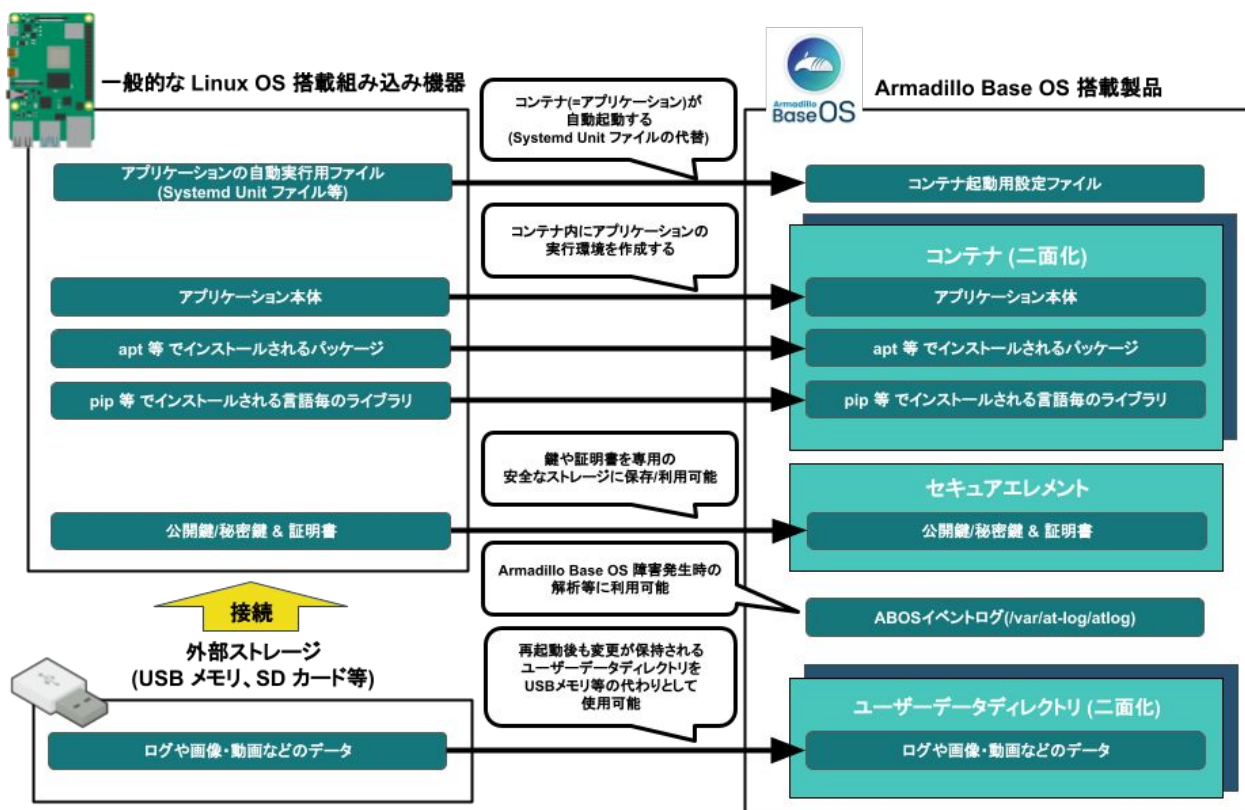 一般的な Linux OS 搭載組み込み機器
Armadillo
Base OS
Armadillo Base OS 搭載製品
コンテナ(=アプリケーション)が
自動起動する
(Systemd Unit ファイルの代替)
アプリケーションの自動実行用ファイル
(Systemd Unit ファイル等)
コンテナ起動用設定ファイル
コンテナ内にアプリケーションの
実行環境を作成する
コンテナ (二面化)
アプリケーション本体
アプリケーション本体
apt 等 でインストールされるパッケージ
apt 等 でインストールされるパッケージ
pip 等 でインストールされる言語毎のライブラリ
pip 等 でインストールされる言語毎のライブラリ
鍵や証明書を専用の
安全なストレージに保存/利用可能
セキュアエレメント
公開鍵/秘密鍵 & 証明書
公開鍵/秘密鍵 & 証明書
Armadillo Base OS 障害発生時の
解析等に利用可能
ABOSイベントログ(/var/at-log/atlog)
接続
外部ストレージ
(USB メモリ、SD カード等)
再起動後も変更が保持される
ユーザーデータディレクトリを
USBメモリ等の代わりとして
使用可能
ユーザーデータディレクトリ (二面化)
ログや画像・動画などのデータ
ログや画像・動画などのデータ